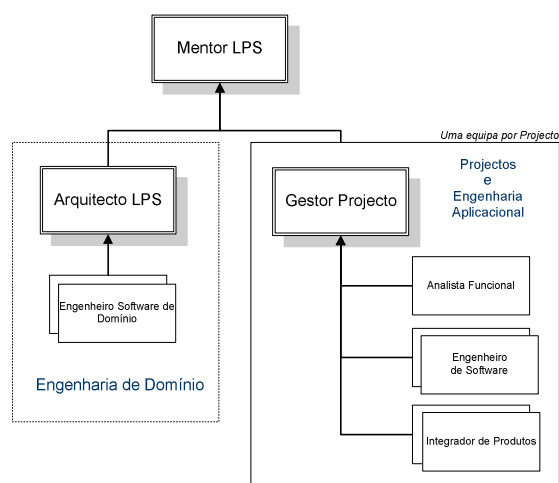 Mentor LPS
Uma equipa por Projecto
Projectos
e
Engenharia
Aplicacional
Arquitecto LPS
Gestor Projecto
Analista Funcional
Engenheiro Software de
Domínio
Engenheiro
de Software
Engenharia de Domínio
Integrador de Produtos